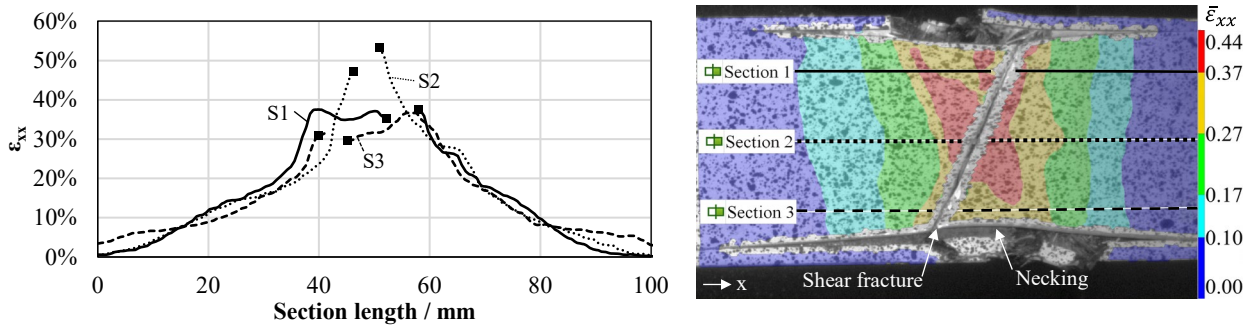 60%
50%
40%
30%
20%
10%
0%
ε_xx
S1
S2
S3
0 20 40 60 80 100
Section length / mm
Section 1
Section 2
Section 3
Shear fracture
Necking
x
ε̄_xx
0.44
0.37
0.27
0.17
0.10
0.00